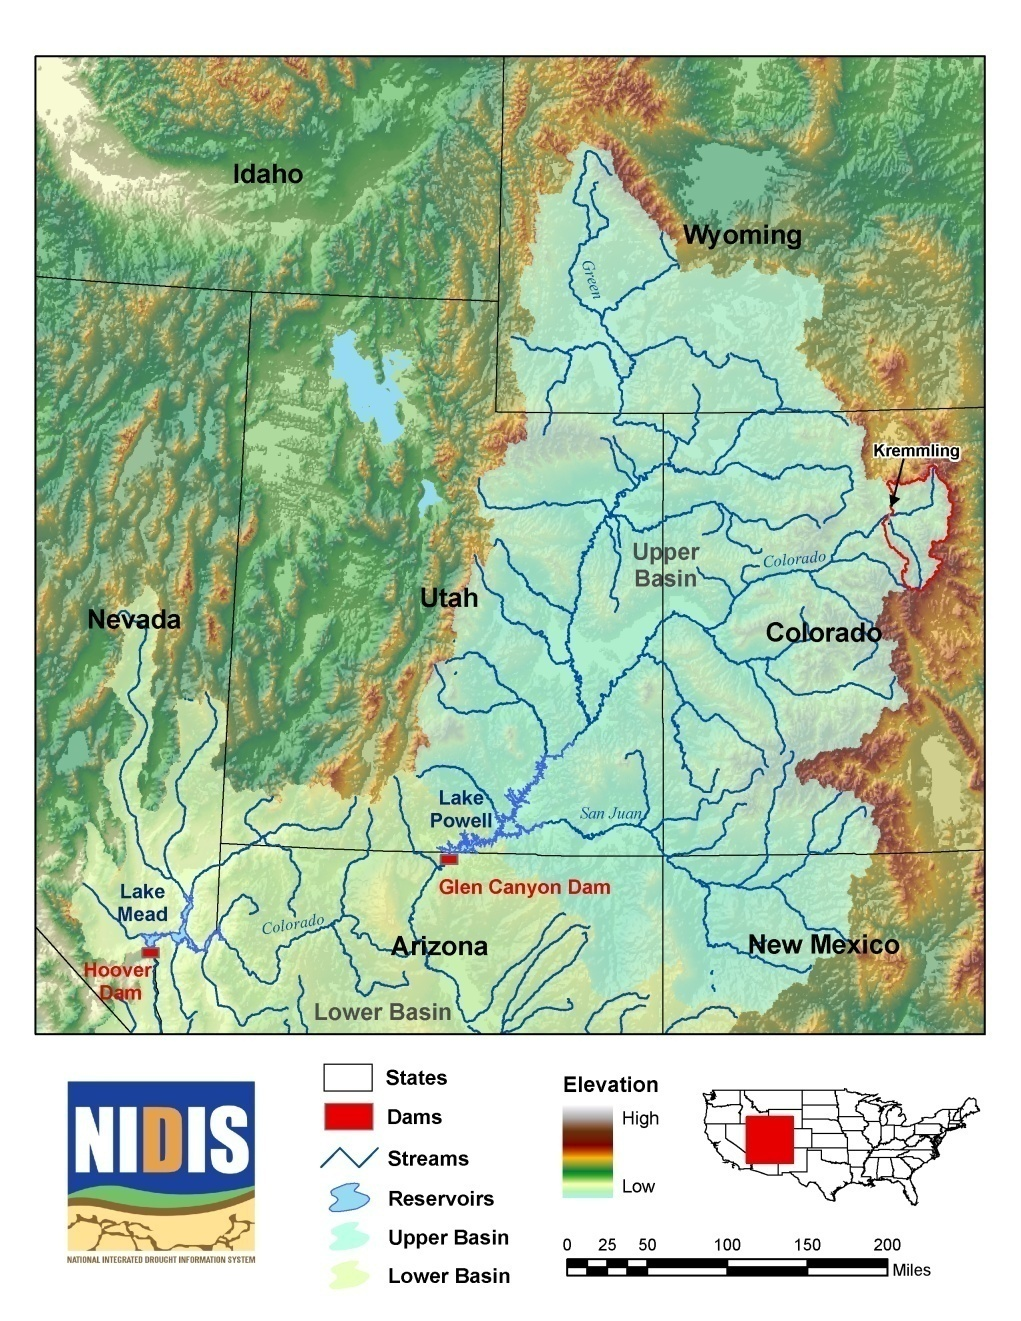 Idaho
Wyoming
Green
Kremmling
Upper
Basin
Colorado
Utah
Nevada
Colorado
Lake
Powell
San Juan
Glen Canyon Dam
Lake
Mead
Colorado
Arizona
New Mexico
Hoover
Dam
Lower Basin
NIDIS
NATIONAL INTEGRATED DROUGHT INFORMATION SYSTEM
States
Dams
Streams
Reservoirs
Upper Basin
Lower Basin
Elevation
High
Low
0 25 50 100 150 200
Miles